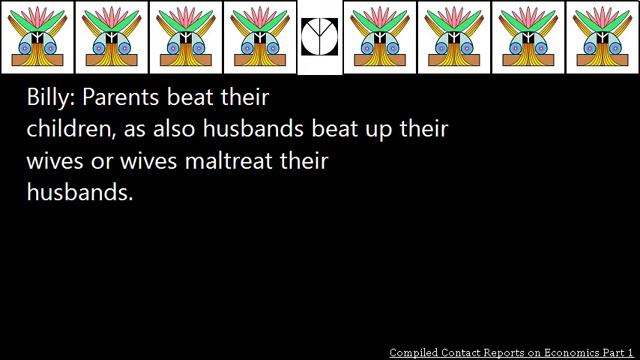 Billy: Parents beat their
children, as also husbands beat up their
wives or wives maltreat their
husbands.
Compiled Contact Reports on Economics Part 1